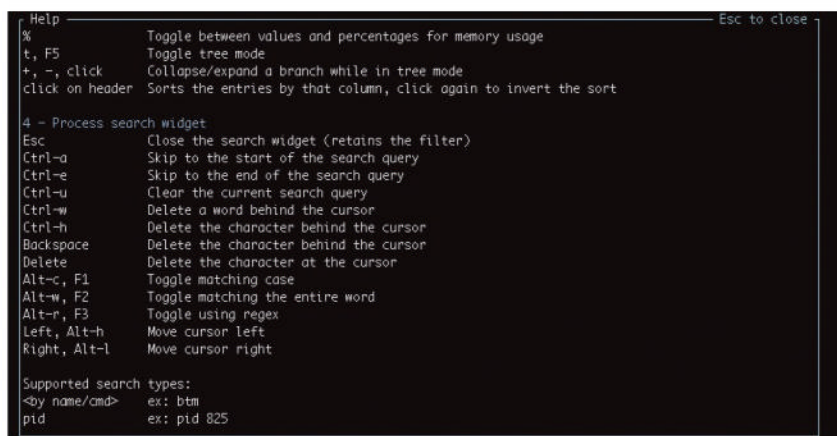 Help Esc to close
% Toggle between values and percentages for memory usage
t, F5 Toggle tree mode
+, -, click Collapse/expand a branch while in tree mode
click on header Sorts the entries by that column, click again to invert the sort
4 - Process search widget
Esc Close the search widget (retains the filter)
Ctrl-a Skip to the start of the search query
Ctrl-e Skip to the end of the search query
Ctrl-u Clear the current search query
Ctrl-w Delete a word behind the cursor
Ctrl-h Delete the character behind the cursor
Backspace Delete the character behind the cursor
Delete Delete the character at the cursor
Alt-c, F1 Toggle matching case
Alt-w, F2 Toggle matching the entire word
Alt-r, F3 Toggle using regex
Left, Alt-h Move cursor left
Right, Alt-l Move cursor right
Supported search types:
<by name/cmd> ex: btm
pid ex: pid 825